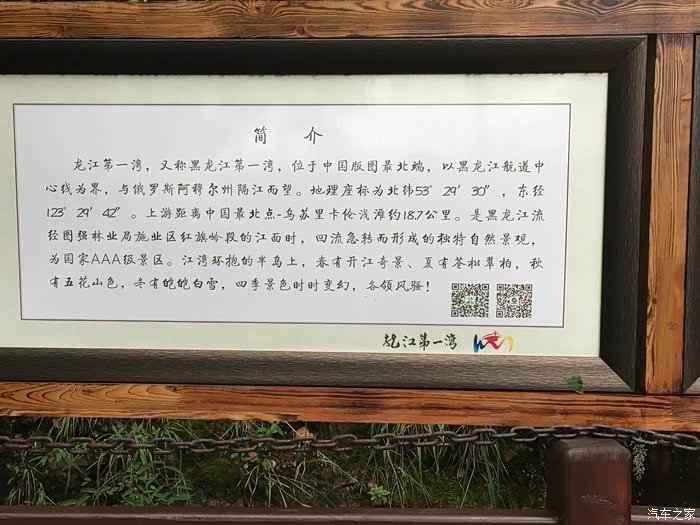 简 介
龙江第一湾，又称黑龙江第一湾，位于中国版图最北端，以黑龙江航道中
心线为界，与俄罗斯阿穆尔州隔江而望。地理座标为北纬53° 29′ 30″，东经
123° 29′ 42″。上游距离中国最北点-乌苏里卡伦浅滩约18.7公里。是黑龙江流
经图强林业局施业区红旗岭段的江面时，回流急转而形成的独特自然景观，
为国家AAA级景区。江湾环抱的半岛上，春有开江奇景、夏有苍松翠柏，秋
有五花山色，冬有皑皑白雪，四季景色时时变幻，各领风骚！
龙江第一湾
汽车之家